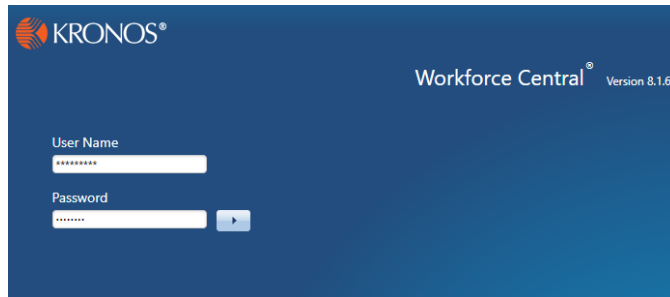 KRONOS®
Workforce Central® Version 8.1.6
User Name
*********
Password
••••••••